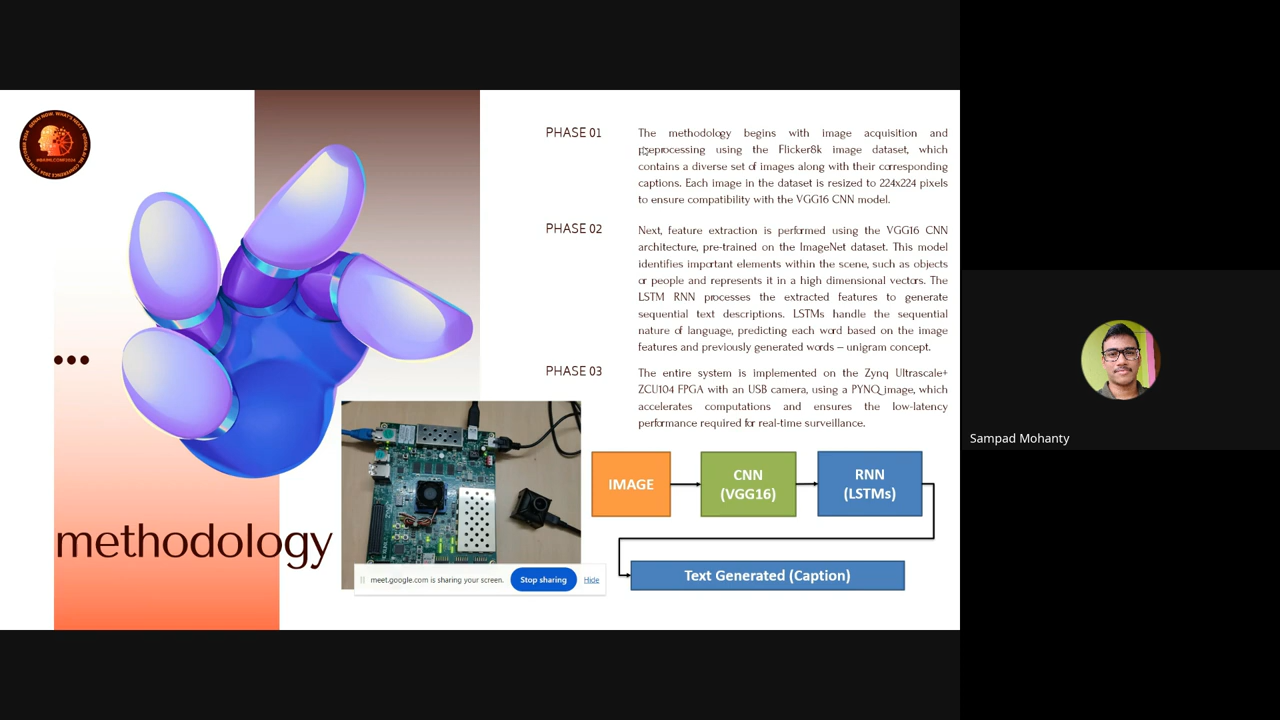 PHASE 01
The methodology begins with image acquisition and
preprocessing using the Flicker8k image dataset, which
contains a diverse set of images along with their corresponding
captions. Each image in the dataset is resized to 224x224 pixels
to ensure compatibility with the VGG16 CNN model.
PHASE 02
Next, feature extraction is performed using the VGG16 CNN
architecture, pre-trained on the ImageNet dataset. This model
identifies important elements within the scene, such as objects
or people and represents it in a high dimensional vectors. The
LSTM RNN processes the extracted features to generate
sequential text descriptions. LSTMs handle the sequential
nature of language, predicting each word based on the image
features and previously generated words – unigram concept.
PHASE 03
The entire system is implemented on the Zynq Ultrascale+
ZCU104 FPGA with an USB camera, using a PYNQ image, which
accelerates computations and ensures the low-latency
performance required for real-time surveillance.
methodology
IMAGE
CNN
(VGG16)
RNN
(LSTMs)
Text Generated (Caption)
meet.google.com is sharing your screen.
Stop sharing
Hide
Sampad Mohanty